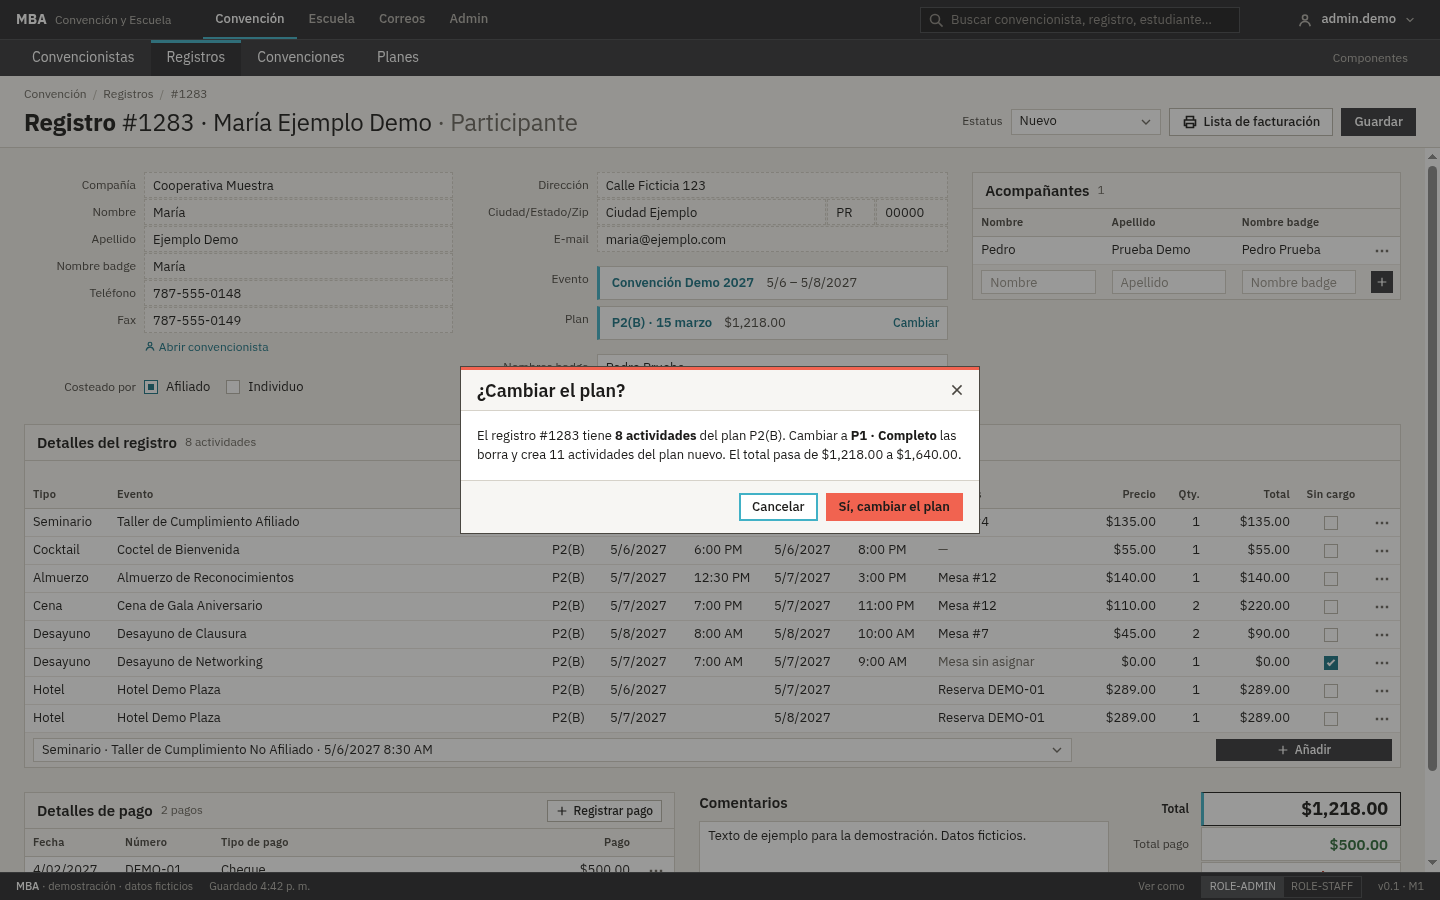 MBA Convención y Escuela Convención Escuela Correos Admin Buscar convencionista, registro, estudiante... admin.demo
Convencionistas Registros Convenciones Planes Componentes
Convención / Registros / #1283
Registro #1283 · María Ejemplo Demo · Participante Estatus Nuevo Lista de facturación Guardar
Compañía Cooperativa Muestra
Nombre María
Apellido Ejemplo Demo
Nombre badge María
Teléfono 787-555-0148
Fax 787-555-0149
Abrir convencionista
Costeado por Afiliado Individuo
Dirección Calle Ficticia 123
Ciudad/Estado/Zip Ciudad Ejemplo PR 00000
E-mail maria@ejemplo.com
Evento Convención Demo 2027 5/6 – 5/8/2027
Plan P2(B) · 15 marzo $1,218.00 Cambiar
Nombres badge Pedro Prueba
Acompañantes 1
Nombre Apellido Nombre badge
Pedro Prueba Demo Pedro Prueba
Nombre Apellido Nombre badge
¿Cambiar el plan?
El registro #1283 tiene 8 actividades del plan P2(B). Cambiar a P1 · Completo las
borra y crea 11 actividades del plan nuevo. El total pasa de $1,218.00 a $1,640.00.
Cancelar Sí, cambiar el plan
Detalles del registro 8 actividades
Tipo Evento Precio Qty. Total Sin cargo
Seminario Taller de Cumplimiento Afiliado 4 $135.00 1 $135.00
Cocktail Coctel de Bienvenida P2(B) 5/6/2027 6:00 PM 5/6/2027 8:00 PM — $55.00 1 $55.00
Almuerzo Almuerzo de Reconocimientos P2(B) 5/7/2027 12:30 PM 5/7/2027 3:00 PM Mesa #12 $140.00 1 $140.00
Cena Cena de Gala Aniversario P2(B) 5/7/2027 7:00 PM 5/7/2027 11:00 PM Mesa #12 $110.00 2 $220.00
Desayuno Desayuno de Clausura P2(B) 5/8/2027 8:00 AM 5/8/2027 10:00 AM Mesa #7 $45.00 2 $90.00
Desayuno Desayuno de Networking P2(B) 5/7/2027 7:00 AM 5/7/2027 9:00 AM Mesa sin asignar $0.00 1 $0.00
Hotel Hotel Demo Plaza P2(B) 5/6/2027 5/7/2027 Reserva DEMO-01 $289.00 1 $289.00
Hotel Hotel Demo Plaza P2(B) 5/7/2027 5/8/2027 Reserva DEMO-01 $289.00 1 $289.00
Seminario · Taller de Cumplimiento No Afiliado · 5/6/2027 8:30 AM + Añadir
Detalles de pago 2 pagos + Registrar pago
Fecha Número Tipo de pago Pago
4/02/2027 DEMO-01 Cheque $500.00
Comentarios
Texto de ejemplo para la demostración. Datos ficticios.
Total $1,218.00
Total pago $500.00
MBA · demostración · datos ficticios Guardado 4:42 p. m. Ver como ROLE-ADMIN ROLE-STAFF v0.1 · M1